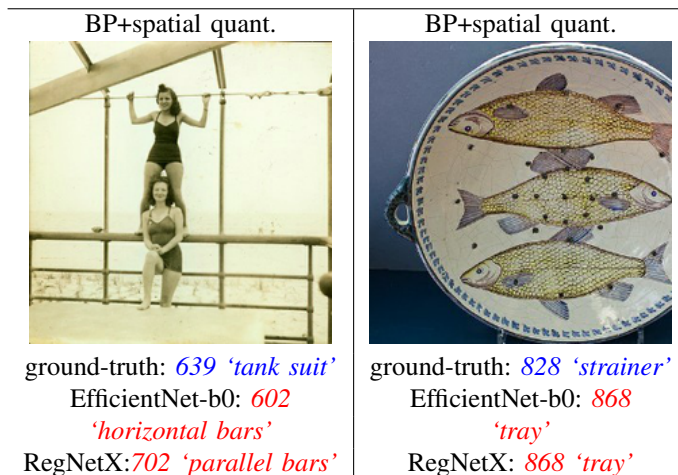 BP+spatial quant.
ground-truth: 639 ‘tank suit’
EfficientNet-b0: 602
‘horizontal bars’
RegNetX:702 ‘parallel bars’
BP+spatial quant.
ground-truth: 828 ‘strainer’
EfficientNet-b0: 868
‘tray’
RegNetX: 868 ‘tray’